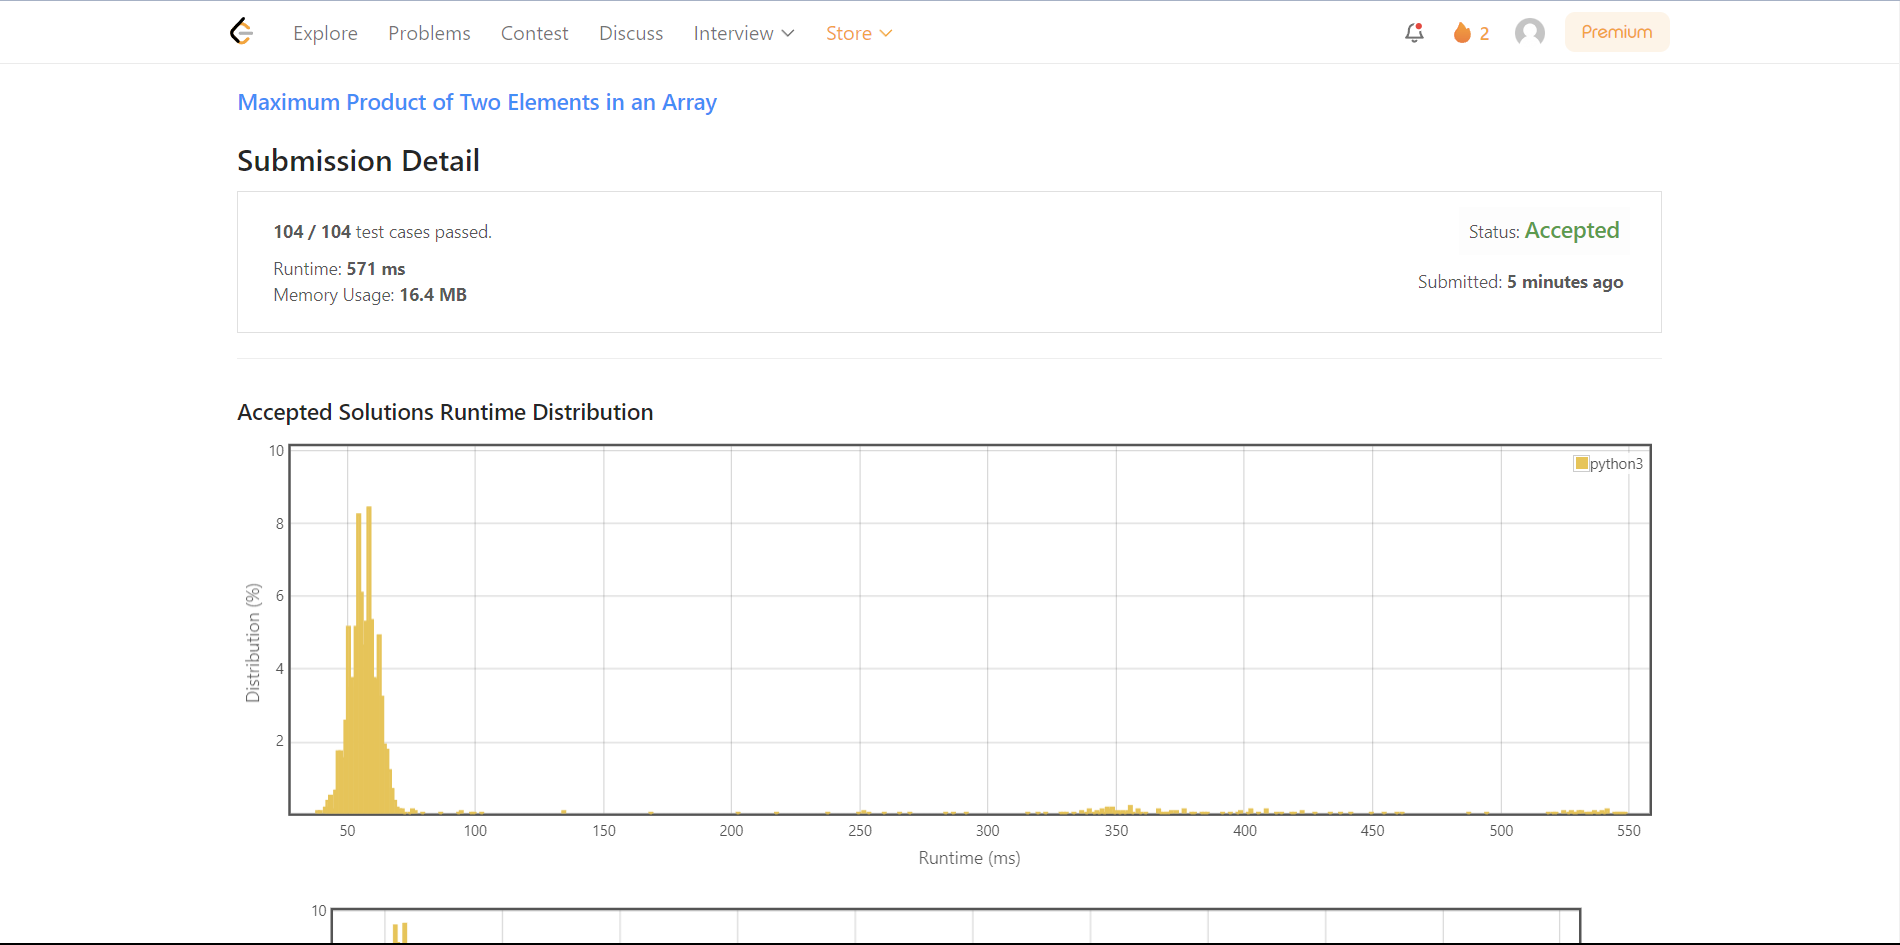 Explore Problems Contest Discuss Interview Store 2 Premium
Maximum Product of Two Elements in an Array
Submission Detail
104 / 104 test cases passed.
Status: Accepted
Runtime: 571 ms
Submitted: 5 minutes ago
Memory Usage: 16.4 MB
Accepted Solutions Runtime Distribution
10
python3
8
6
Distribution (%)
4
2
50 100 150 200 250 300 350 400 450 500 550
Runtime (ms)
10